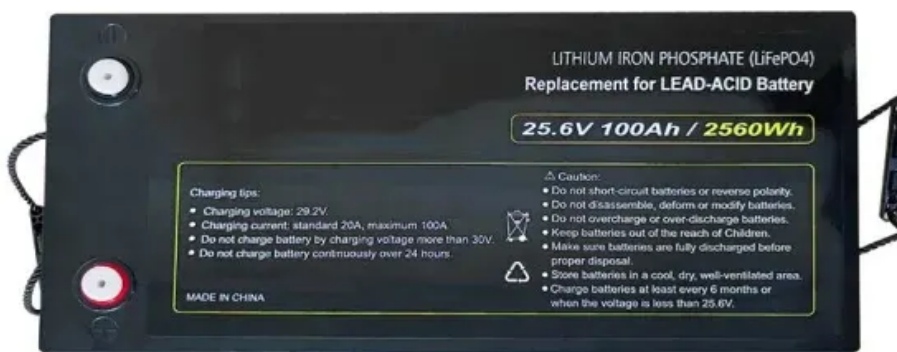 LITHIUM IRON PHOSPHATE (LiFePO4)
Replacement for LEAD-ACID Battery
25.6V 100Ah / 2560Wh
Charging tips:
• Charging voltage: 29.2V.
• Charging current: standard 20A, maximum 100A
• Do not charge battery by charging voltage more than 30V.
• Do not charge battery continuously over 24 hours.
MADE IN CHINA
⚠ Caution:
• Do not short-circuit batteries or reverse polarity.
• Do not disassemble, deform or modify batteries.
• Do not overcharge or over-discharge batteries.
• Keep batteries out of the reach of Children.
• Make sure batteries are fully discharged before
proper disposal.
• Store batteries in a cool, dry, well-ventilated area.
• Charge batteries at least every 6 months or
when the voltage is less than 25.6V.